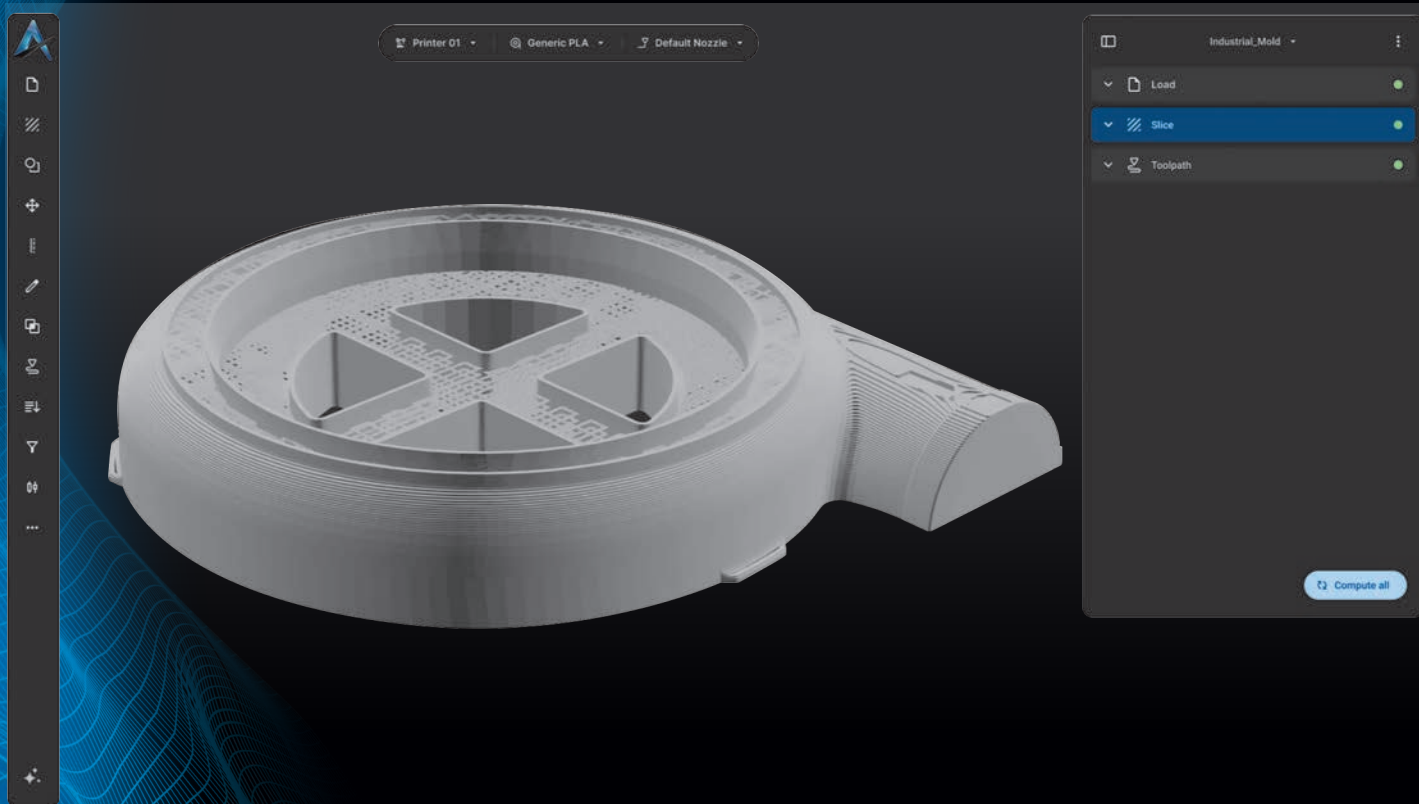 Printer 01
Generic PLA
Default Nozzle
Industrial_Mold
Load
Slice
Toolpath
Compute all